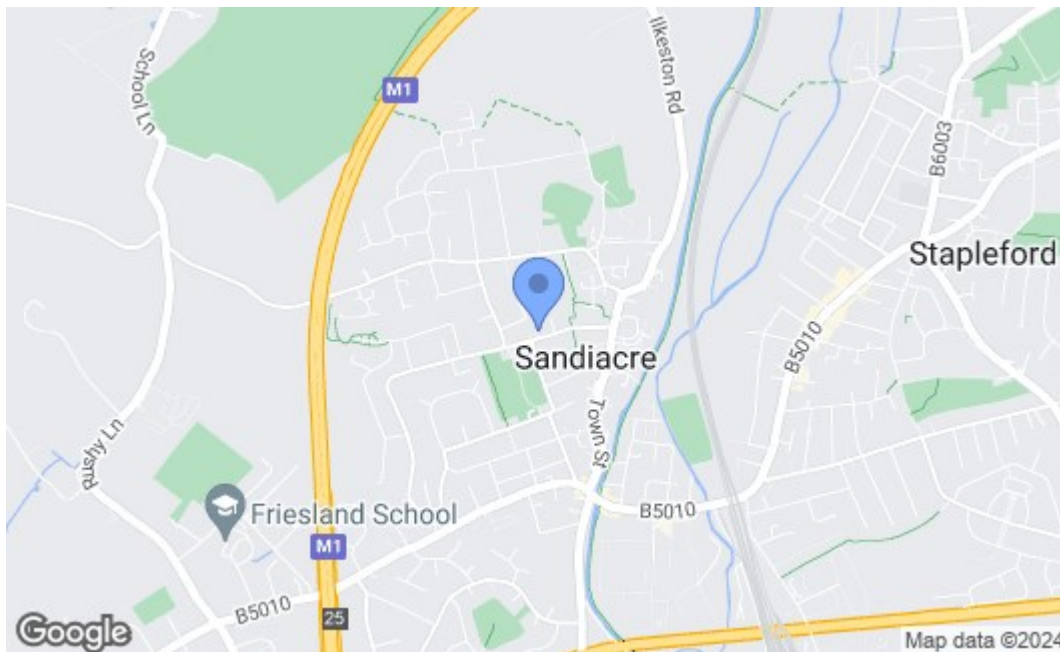 School Ln
M1
Ilkeston Rd
B6003
Stapleford
B5010
Sandiacre
Town St
Rushy Ln
Friesland School
M1
B5010
B5010
25
Google
Map data ©2024